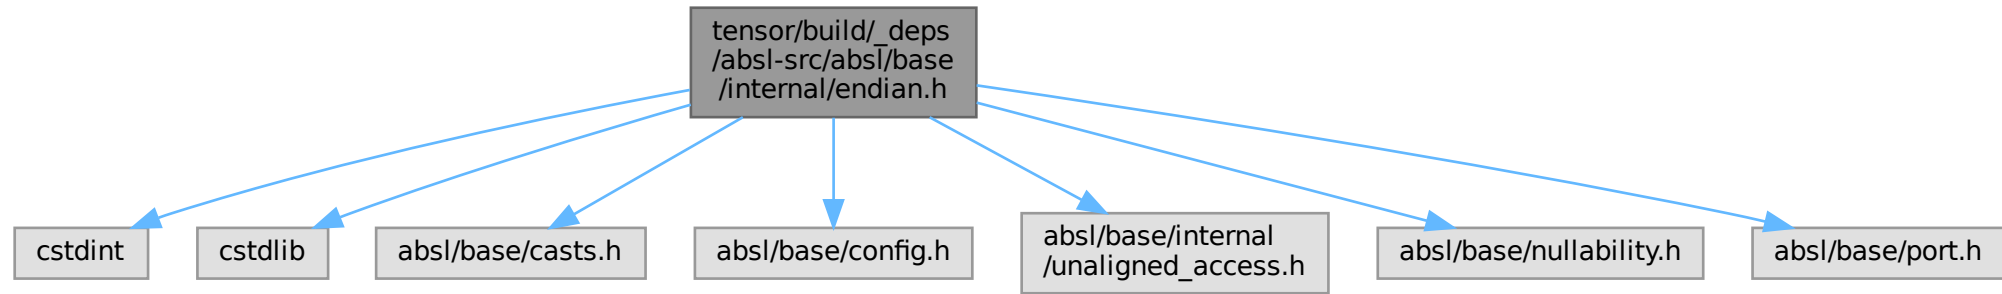 tensor/build/_deps
/absl-src/absl/base
/internal/endian.h
cstdint
cstdlib
absl/base/casts.h
absl/base/config.h
absl/base/internal
/unaligned_access.h
absl/base/nullability.h
absl/base/port.h